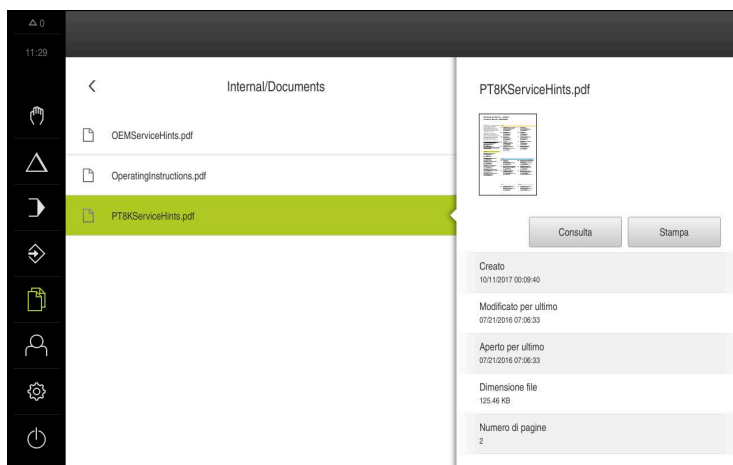 0
11:29
Internal/Documents
OEMServiceHints.pdf
OperatingInstructions.pdf
PT8KServiceHints.pdf
PT8KServiceHints.pdf
Consulta
Stampa
Creato
10/11/2017 00:09:40
Modificato per ultimo
07/21/2016 07:06:33
Aperto per ultimo
07/21/2016 07:06:33
Dimensione file
125.46 KB
Numero di pagine
2